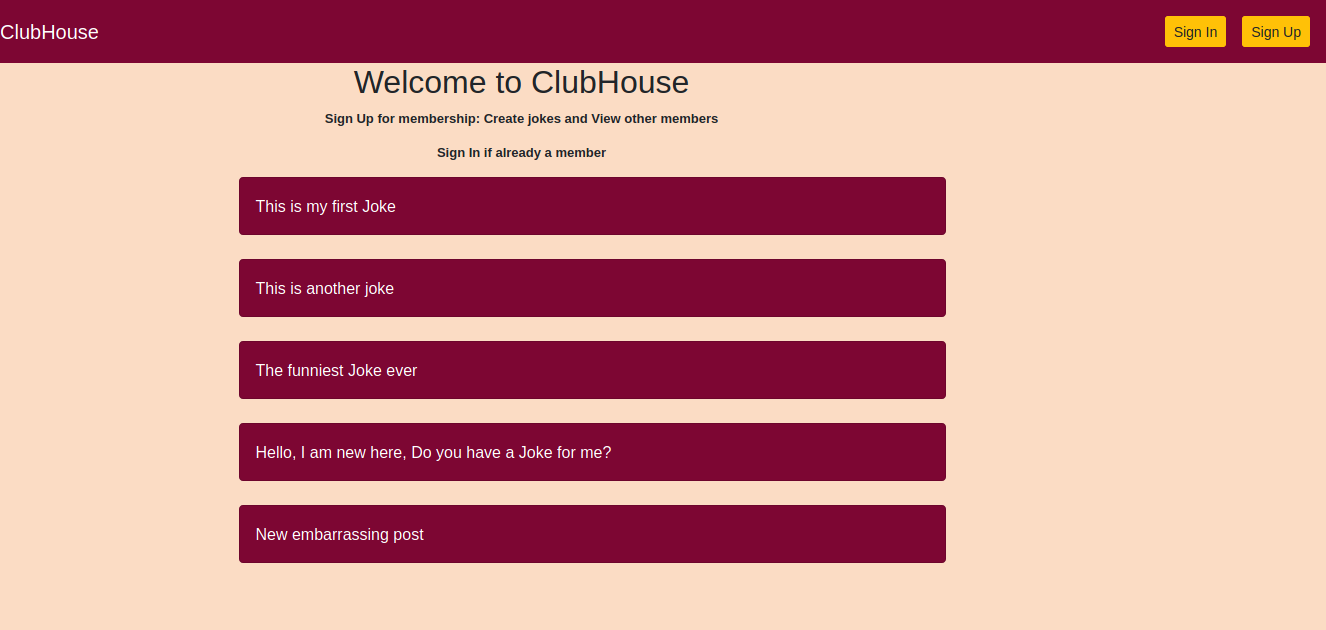 ClubHouse
Sign In
Sign Up
Welcome to ClubHouse
Sign Up for membership: Create jokes and View other members
Sign In if already a member
This is my first Joke
This is another joke
The funniest Joke ever
Hello, I am new here, Do you have a Joke for me?
New embarrassing post